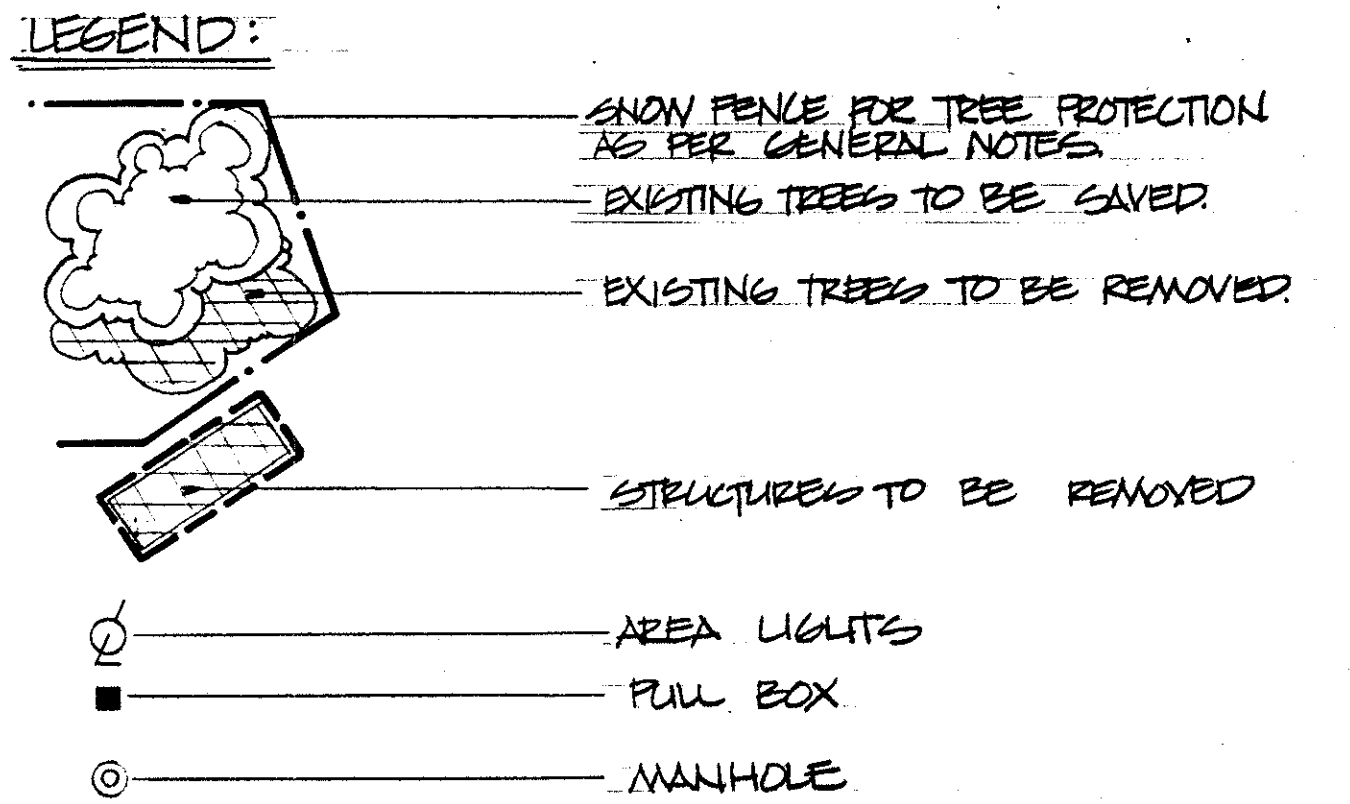 LEGEND:
SNOW FENCE FOR TREE PROTECTION
AS PER GENERAL NOTES.
EXISTING TREES TO BE SAVED.
EXISTING TREES TO BE REMOVED.
STRUCTURES TO BE REMOVED
AREA LIGHTS
PULL BOX
MANHOLE